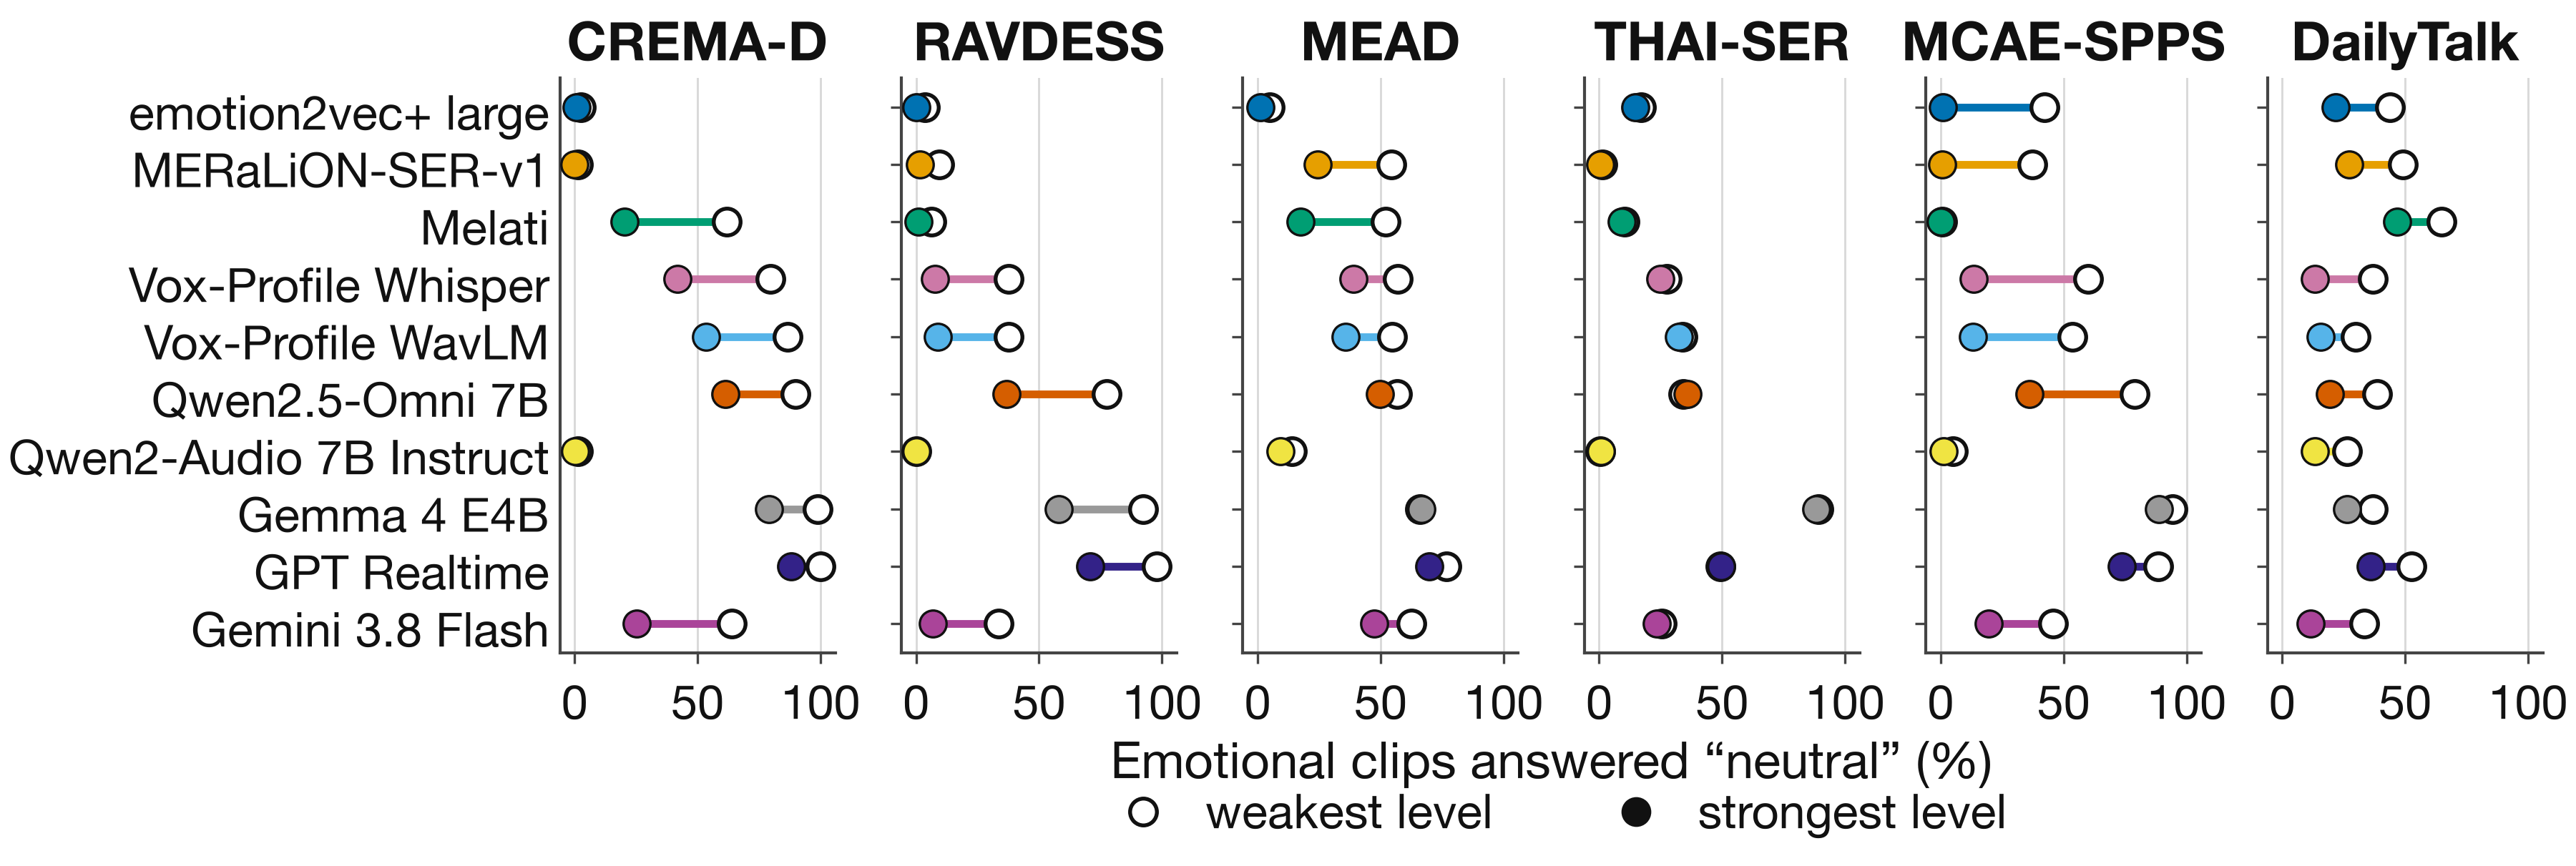 CREMA-D RAVDESS MEAD THAI-SER MCAE-SPPS DailyTalk
emotion2vec+ large
MERaLiON-SER-v1
Melati
Vox-Profile Whisper
Vox-Profile WavLM
Qwen2.5-Omni 7B
Qwen2-Audio 7B Instruct
Gemma 4 E4B
GPT Realtime
Gemini 3.8 Flash
0 50 100 0 50 100 0 50 100 0 50 100 0 50 100 0 50 100
Emotional clips answered “neutral” (%)
weakest level strongest level